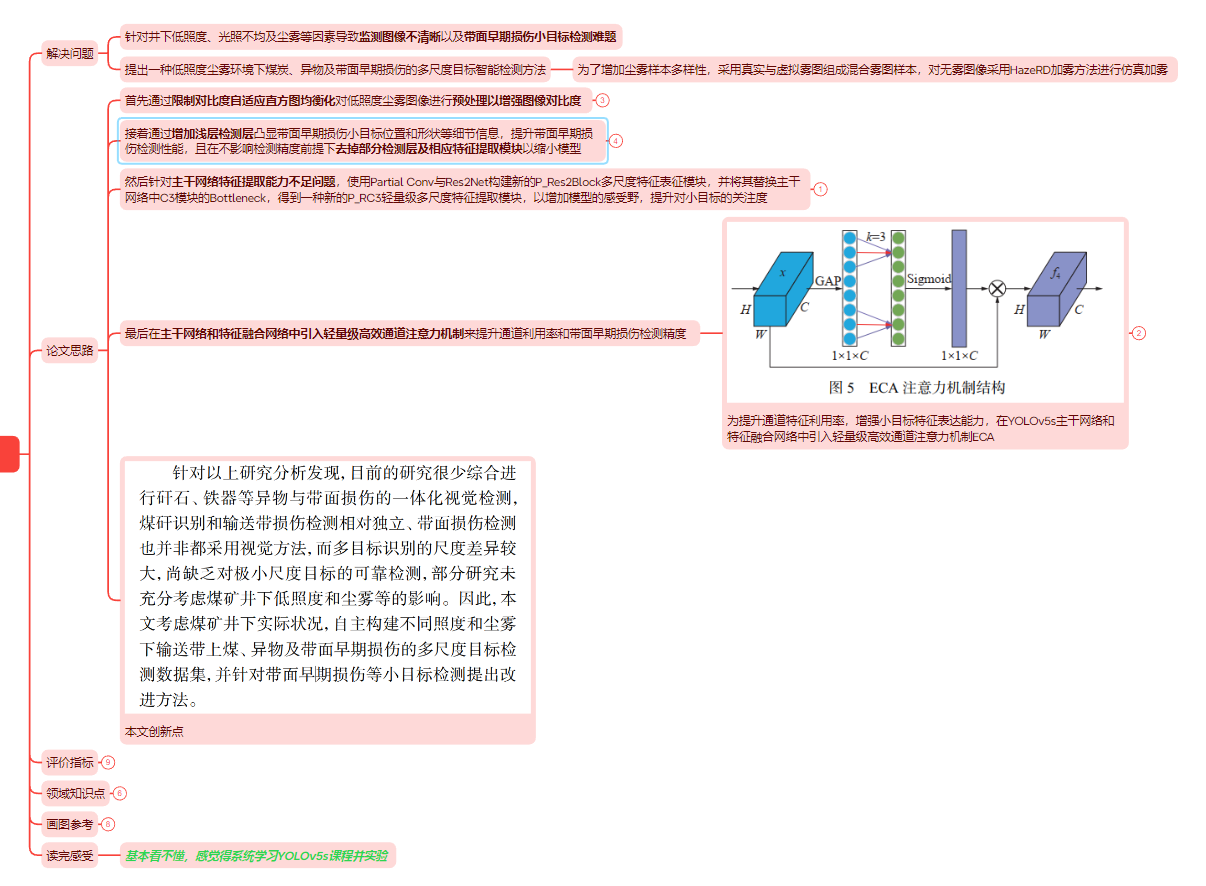 解决问题
针对井下低照度、光照不均及尘雾等因素导致监测图像不清晰以及带面早期损伤小目标检测难题
提出一种低照度尘雾环境下煤炭、异物及带面早期损伤的多尺度目标智能检测方法
为了增加尘雾样本多样性，采用真实与虚拟雾图组成混合雾图样本，对无雾图像采用HazeRD加雾方法进行仿真加雾
论文思路
首先通过限制对比度自适应直方图均衡化对低照度尘雾图像进行预处理以增强图像对比度
3
接着通过增加浅层检测层凸显带面早期损伤小目标位置和形状等细节信息，提升带面早期损
伤检测性能，且在不影响检测精度前提下去掉部分检测层及相应特征提取模块以缩小模型
4
然后针对主干网络特征提取能力不足问题，使用Partial Conv与Res2Net构建新的P_Res2Block多尺度特征表征模块，并将其替换主干
网络中C3模块的Bottleneck，得到一种新的P_RC3轻量级多尺度特征提取模块，以增加模型的感受野，提升对小目标的关注度
1
最后在主干网络和特征融合网络中引入轻量级高效通道注意力机制来提升通道利用率和带面早期损伤检测精度
k=3
x
GAP
Sigmoid
f₄
H
W
C
1×1×C
1×1×C
H
W
C
图 5 ECA 注意力机制结构
为提升通道特征利用率，增强小目标特征表达能力，在YOLOv5s主干网络和
特征融合网络中引入轻量级高效通道注意力机制ECA
2
针对以上研究分析发现,目前的研究很少综合进
行矸石、铁器等异物与带面损伤的一体化视觉检测,
煤矸识别和输送带损伤检测相对独立、带面损伤检测
也并非都采用视觉方法,而多目标识别的尺度差异较
大,尚缺乏对极小尺度目标的可靠检测,部分研究未
充分考虑煤矿井下低照度和尘雾等的影响。因此,本
文考虑煤矿井下实际状况,自主构建不同照度和尘雾
下输送带上煤、异物及带面早期损伤的多尺度目标检
测数据集,并针对带面早期损伤等小目标检测提出改
进方法。
本文创新点
评价指标
9
领域知识点
6
画图参考
8
读完感受
基本看不懂，感觉得系统学习YOLOv5s课程并实验